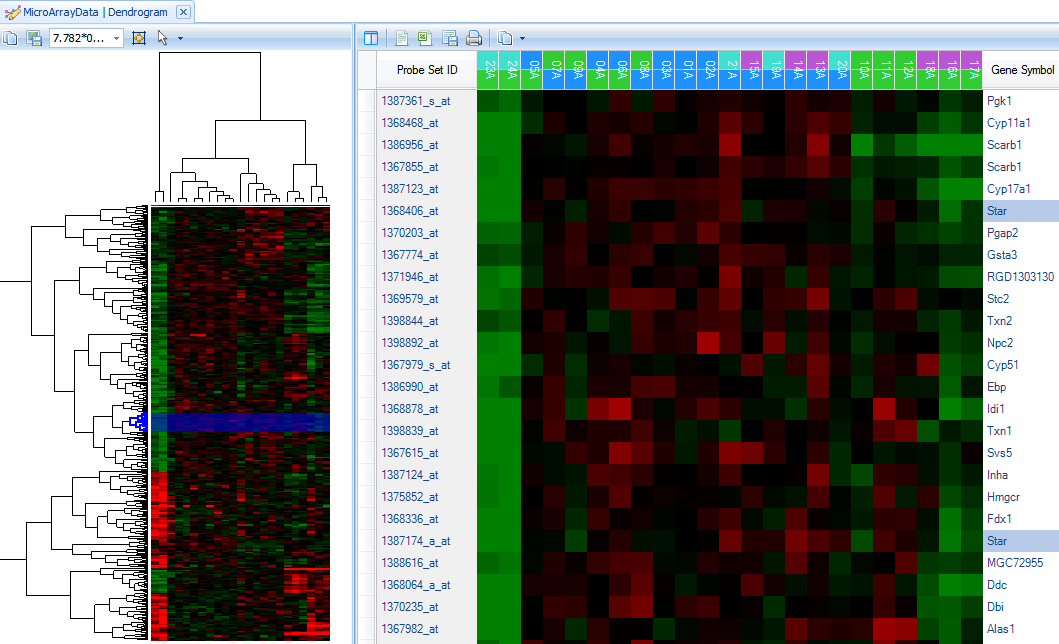 MicroArrayData | Dendrogram
7.782*0...
Probe Set ID 24A 05A 07A 09A 04A 06A 08A 03A 01A 02A 21A 15A 19A 14A 13A 20A 10A 11A 12A 18A 16A 17A Gene Symbol
1387361_s_at Pgk1
1368468_at Cyp11a1
1386956_at Scarb1
1367855_at Scarb1
1387123_at Cyp17a1
1368406_at Star
1370203_at Pgap2
1367774_at Gsta3
1371946_at RGD1303130
1369579_at Stc2
1398844_at Txn2
1398892_at Npc2
1367979_s_at Cyp51
1386990_at Ebp
1368878_at Idi1
1398839_at Txn1
1367615_at Svs5
1387124_at Inha
1375852_at Hmgcr
1368336_at Fdx1
1387174_a_at Star
1388616_at MGC72955
1368064_a_at Ddc
1370235_at Dbi
1367982_at Alas1